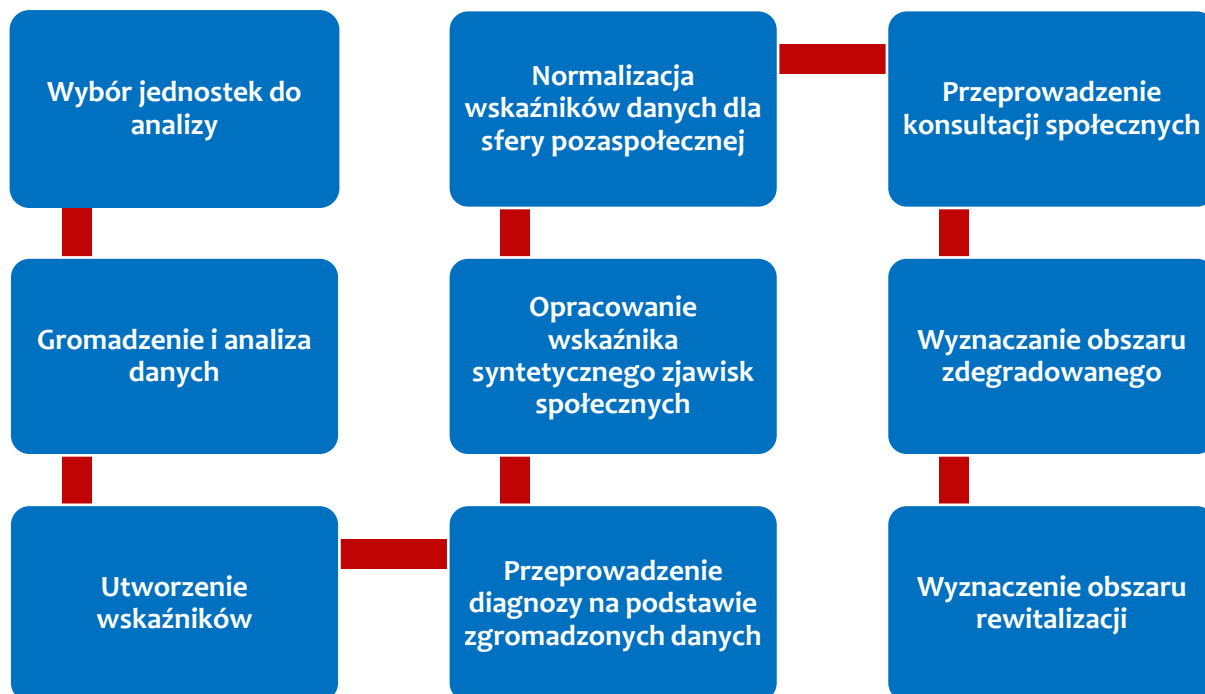 Wybór jednostek do
analizy
Gromadzenie i analiza
danych
Utworzenie
wskaźników
Przeprowadzenie
diagnozy na podstawie
zgromadzonych danych
Opracowanie
wskaźnika
syntetycznego zjawisk
społecznych
Normalizacja
wskaźników danych dla
sfery pozaspołecznej
Przeprowadzenie
konsultacji społecznych
Wyznaczanie obszaru
zdegradowanego
Wyznaczenie obszaru
rewitalizacji